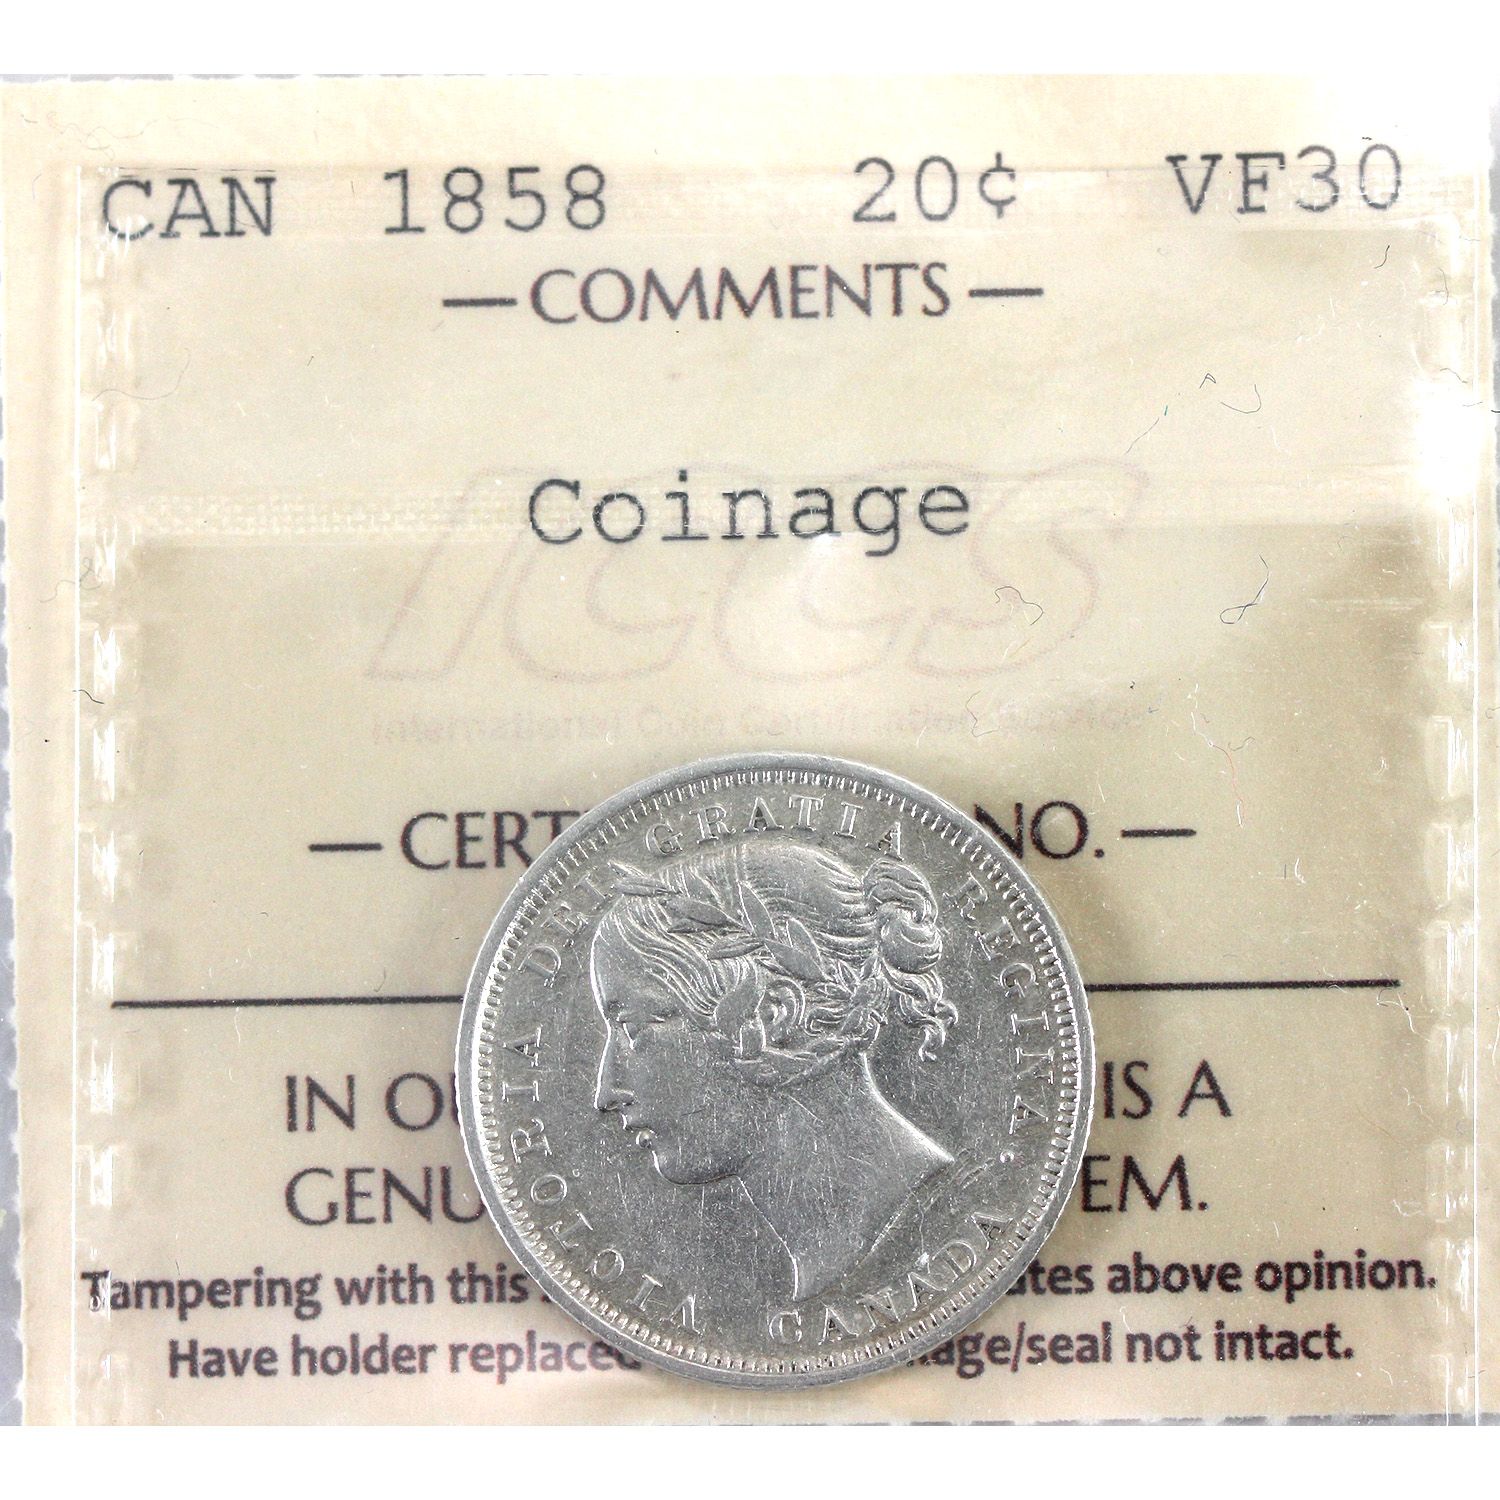 CAN 1858 20¢ VF30
— COMMENTS —
Coinage
ICCS
— CERT NO. —
VICTORIA DEI GRATIA REGINA.
CANADA
IN OU IS A
GENU EM.
Tampering with this tes above opinion.
Have holder replaced age/seal not intact.